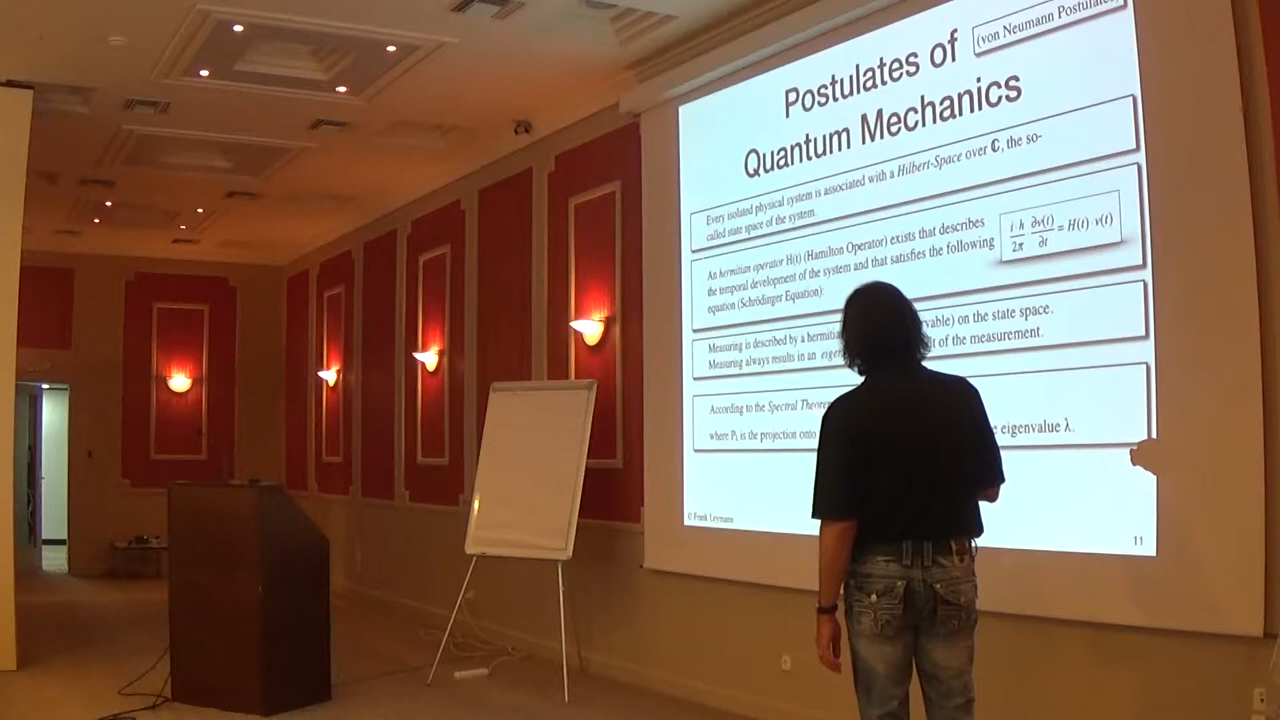 (von Neumann Postulates)
Postulates of
Quantum Mechanics
Every isolated physical system is associated with a Hilbert-Space over ℂ, the so-
called state space of the system.
An hermitian operator H(t) (Hamilton Operator) exists that describes
the temporal development of the system and that satisfies the following
equation (Schrödinger Equation):
i·h/2π ∂v(t)/∂t = H(t)·v(t)
Measuring is described by a hermitia vable) on the state space.
Measuring always results in an eigen t of the measurement.
According to the Spectral Theore
where Pλ is the projection onto e eigenvalue λ.
© Frank Leymann
11